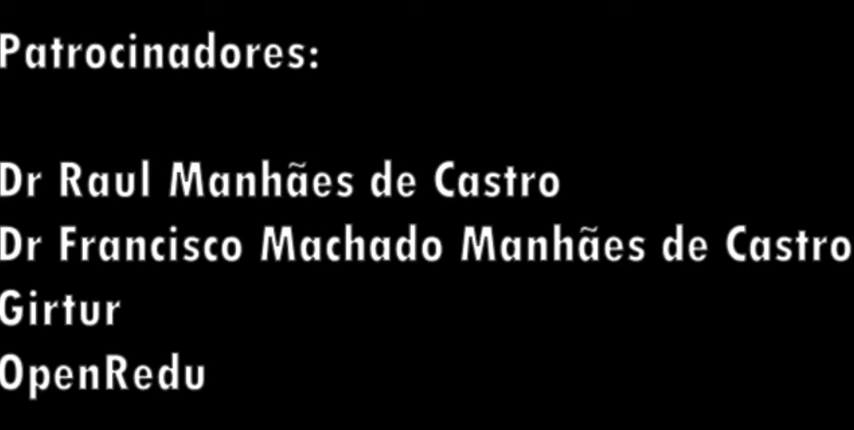 Patrocinadores:
Dr Raul Manhães de Castro
Dr Francisco Machado Manhães de Castro
Girtur
OpenRedu